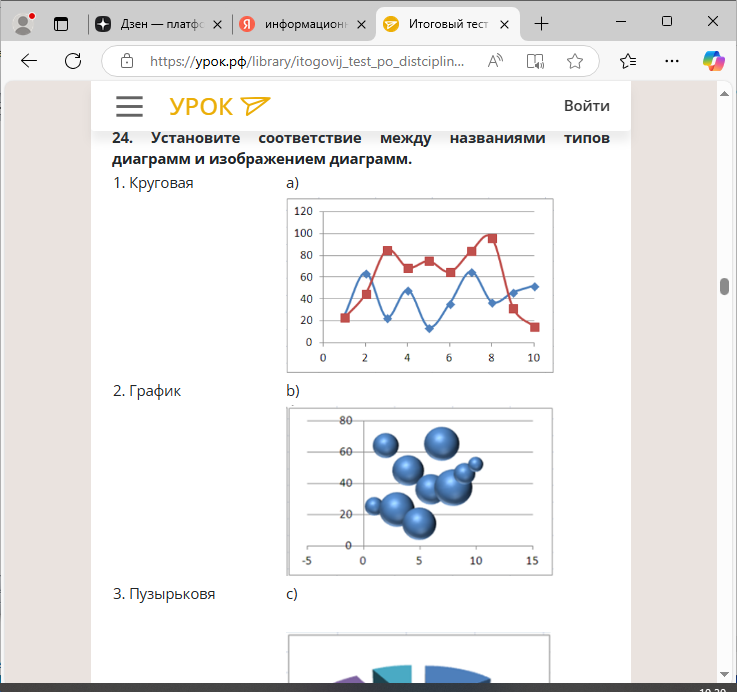 Дзен — платфо
информацион
Итоговый тест
https://урок.рф/library/itogovij_test_po_distciplin...
УРОК
Войти
24. Установите соответствие между названиями типов
диаграмм и изображением диаграмм.
1. Круговая
a)
120
100
80
60
40
20
0
0 2 4 6 8 10
2. График
b)
80
60
40
20
0
-5 0 5 10 15
3. Пузырьковя
c)